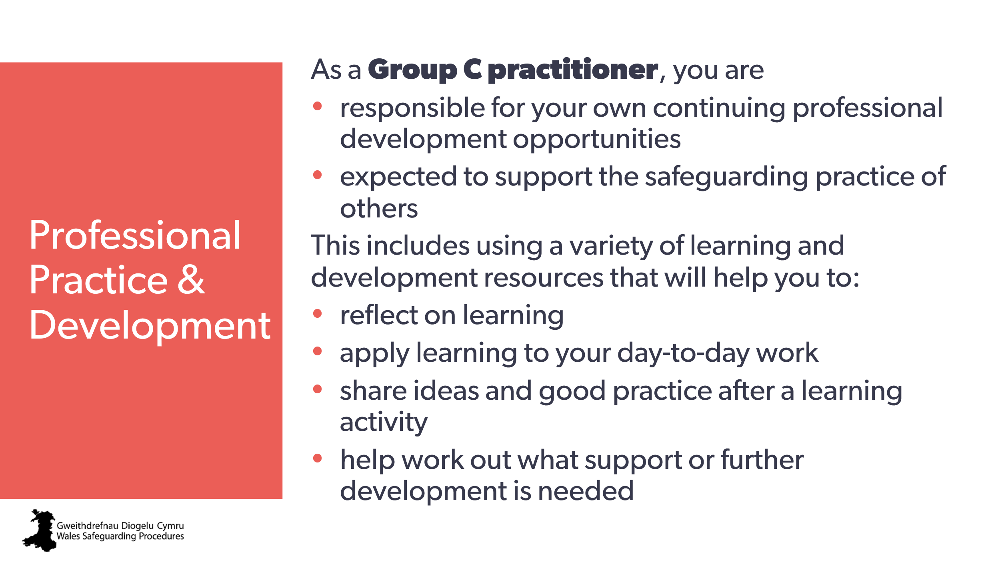 Professional
Practice &
Development
As a Group C practitioner, you are
• responsible for your own continuing professional
development opportunities
• expected to support the safeguarding practice of
others
This includes using a variety of learning and
development resources that will help you to:
• reflect on learning
• apply learning to your day-to-day work
• share ideas and good practice after a learning
activity
• help work out what support or further
development is needed
Gweithdrefnau Diogelu Cymru
Wales Safeguarding Procedures